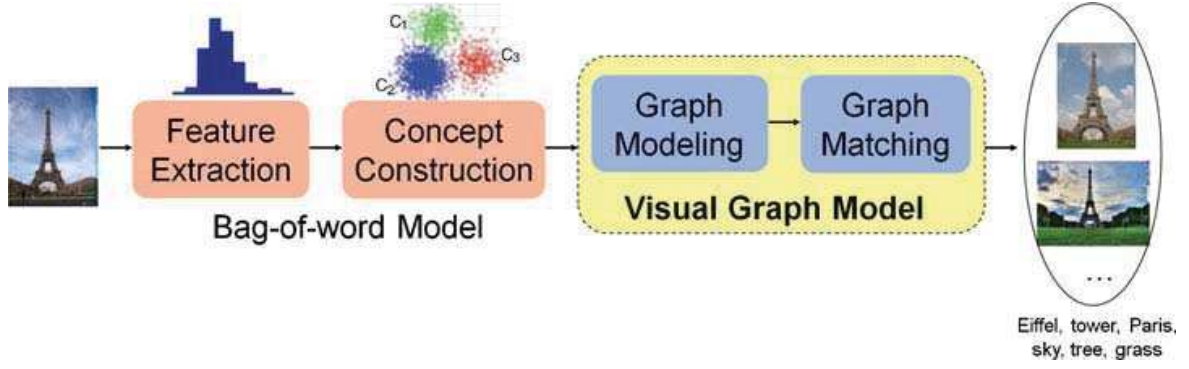 C1
C2
C3
Feature
Extraction
Concept
Construction
Bag-of-word Model
Graph
Modeling
Graph
Matching
Visual Graph Model
...
Eiffel, tower, Paris,
sky, tree, grass